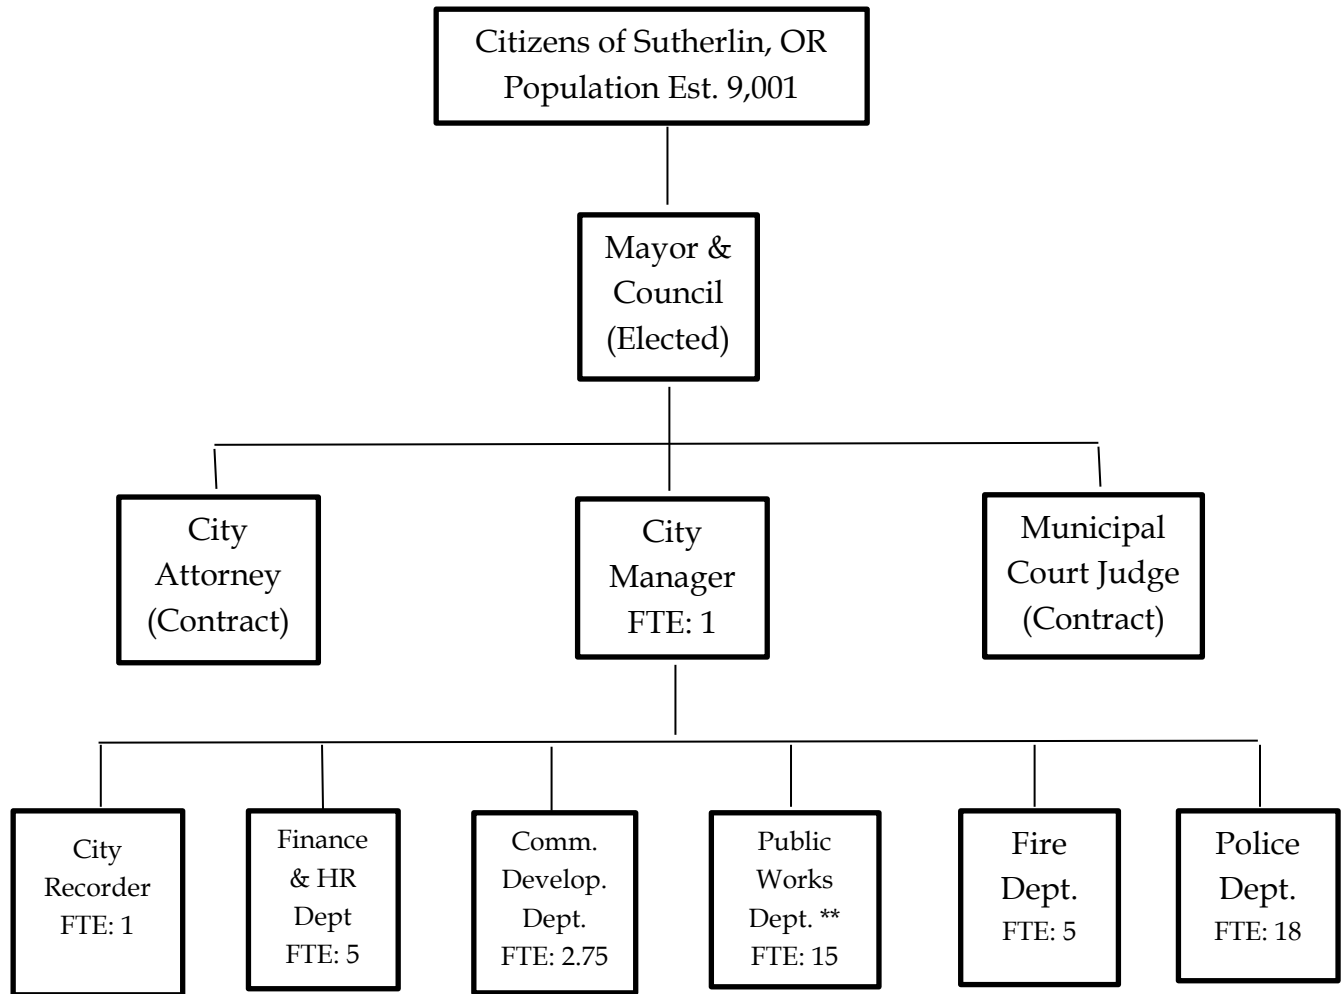 Citizens of Sutherlin, OR
Population Est. 9,001
Mayor &
Council
(Elected)
City
Attorney
(Contract)
City
Manager
FTE: 1
Municipal
Court Judge
(Contract)
City
Recorder
FTE: 1
Finance
& HR
Dept
FTE: 5
Comm.
Develop.
Dept.
FTE: 2.75
Public
Works
Dept. **
FTE: 15
Fire
Dept.
FTE: 5
Police
Dept.
FTE: 18